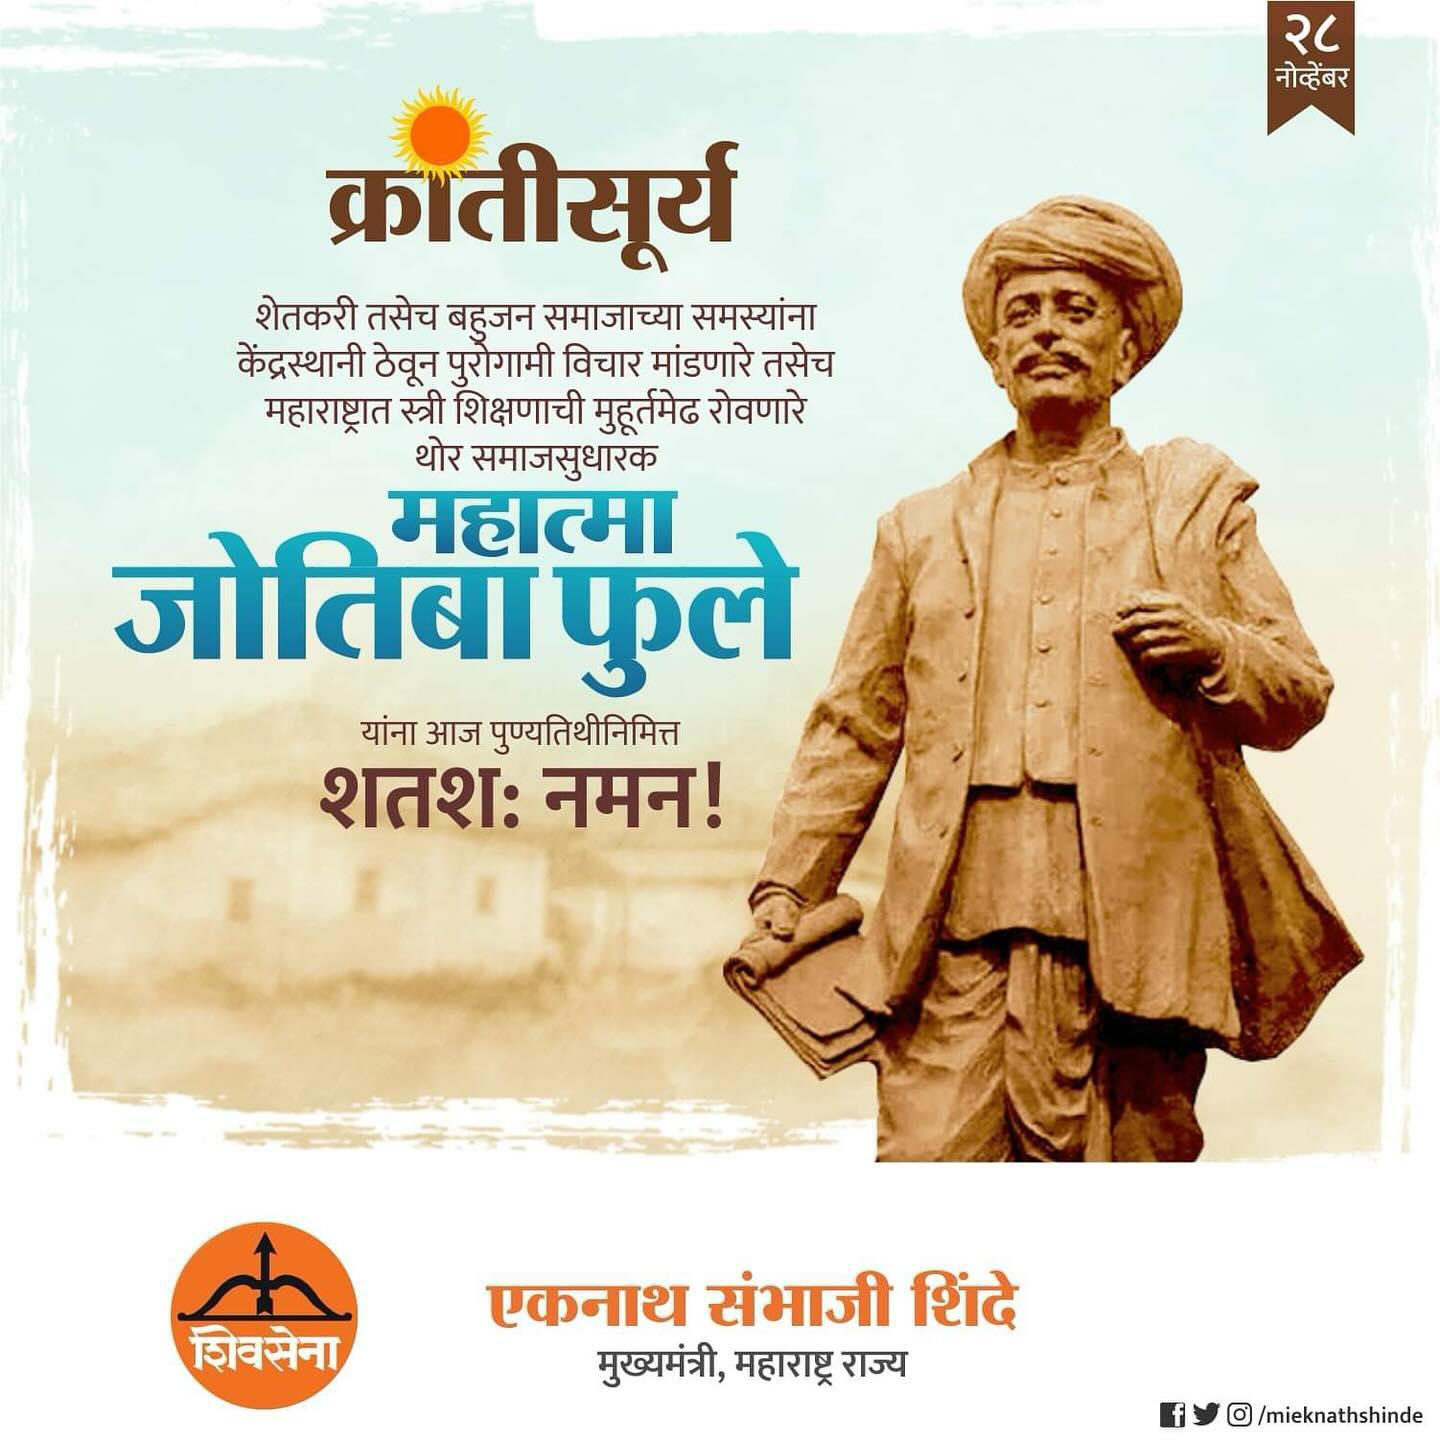 २८
नोव्हेंबर
क्रांतीसूर्य
शेतकरी तसेच बहुजन समाजाच्या समस्यांना
केंद्रस्थानी ठेवून पुरोगामी विचार मांडणारे तसेच
महाराष्ट्रात स्त्री शिक्षणाची मुहूर्तमेढ रोवणारे
थोर समाजसुधारक
महात्मा
जोतिबा फुले
यांना आज पुण्यतिथीनिमित्त
शतश: नमन!
शिवसेना
एकनाथ संभाजी शिंदे
मुख्यमंत्री, महाराष्ट्र राज्य
/mieknathshinde